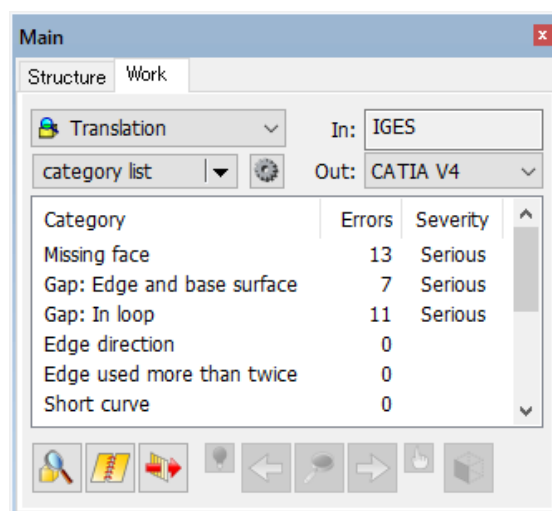 Main
Structure Work
Translation In: IGES
category list Out: CATIA V4
Category Errors Severity
Missing face 13 Serious
Gap: Edge and base surface 7 Serious
Gap: In loop 11 Serious
Edge direction 0
Edge used more than twice 0
Short curve 0